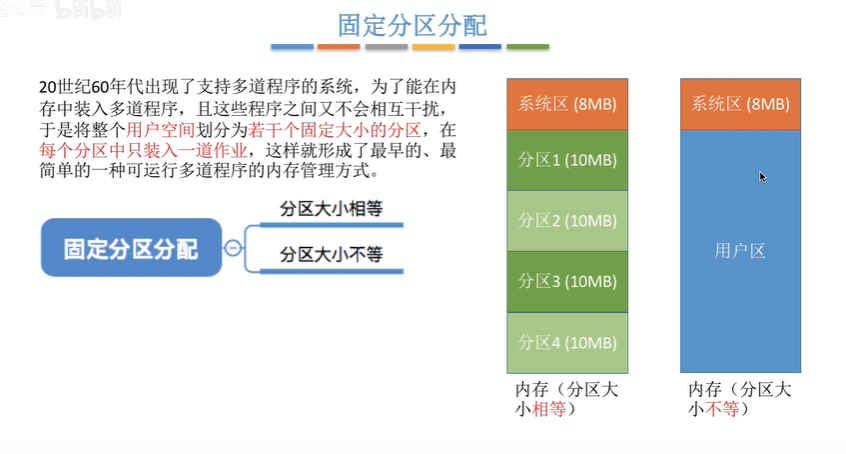 bilibili
固定分区分配
20世纪60年代出现了支持多道程序的系统，为了能在内
存中装入多道程序，且这些程序之间又不会相互干扰，
于是将整个用户空间划分为若干个固定大小的分区，在
每个分区中只装入一道作业，这样就形成了最早的、最
简单的一种可运行多道程序的内存管理方式。
固定分区分配
分区大小相等
分区大小不等
系统区 (8MB)
分区1 (10MB)
分区2 (10MB)
分区3 (10MB)
分区4 (10MB)
内存（分区大
小相等）
系统区 (8MB)
用户区
内存（分区大
小不等）